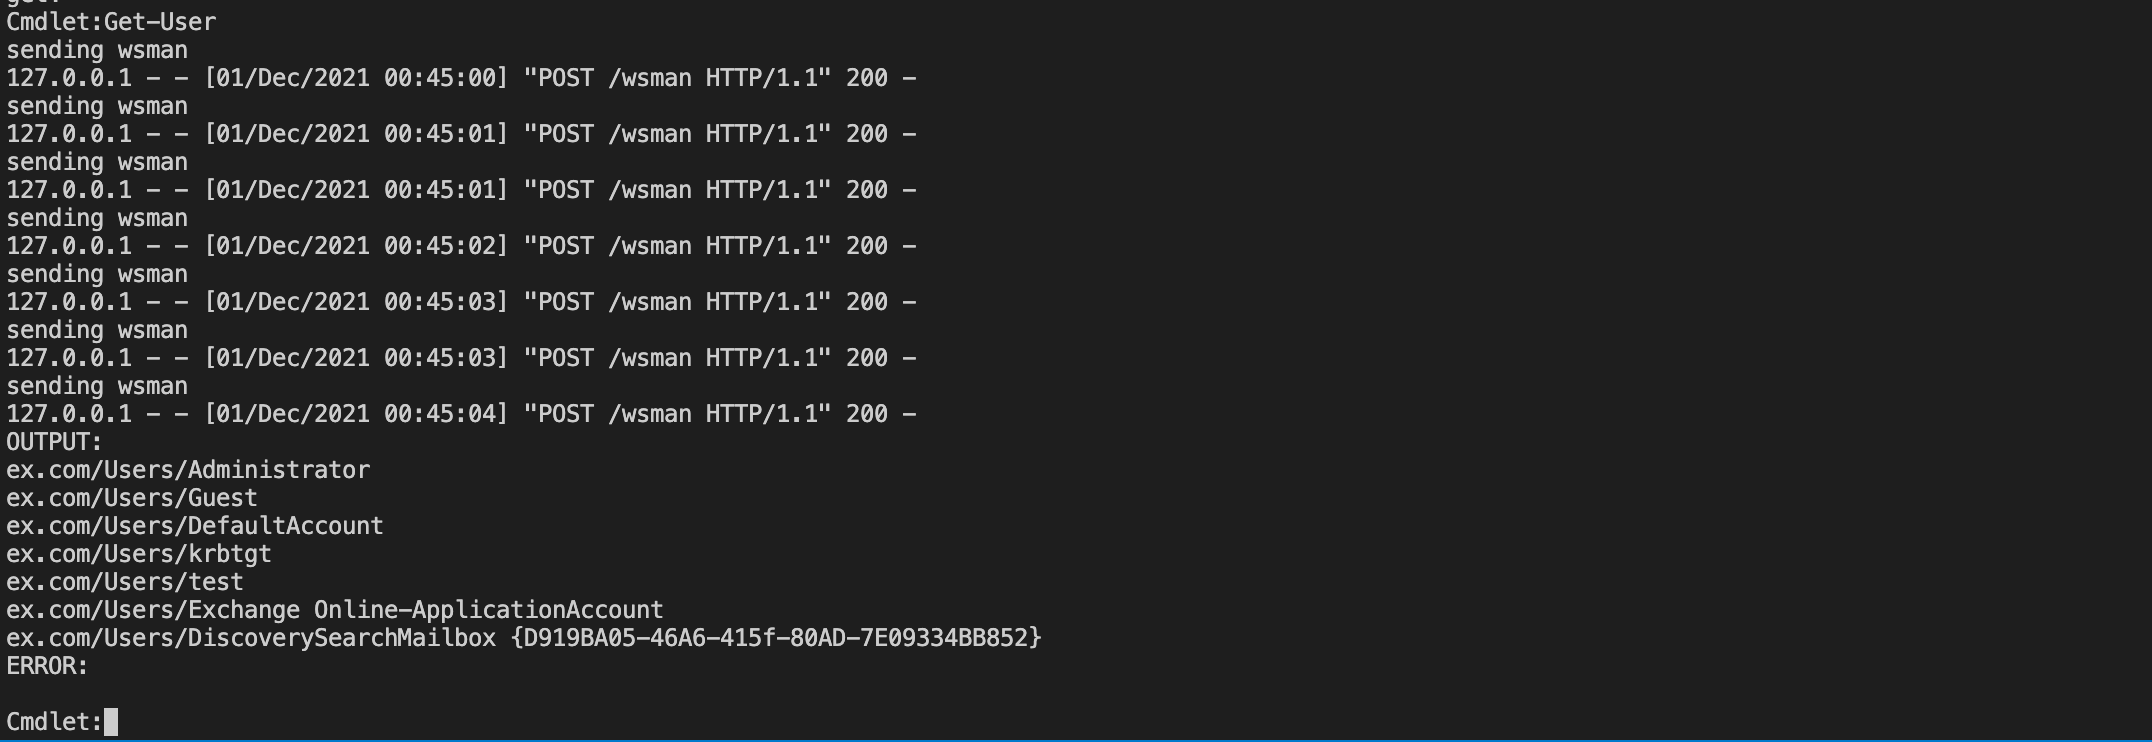 Cmdlet:Get-User
sending wsman
127.0.0.1 - - [01/Dec/2021 00:45:00] "POST /wsman HTTP/1.1" 200 -
sending wsman
127.0.0.1 - - [01/Dec/2021 00:45:01] "POST /wsman HTTP/1.1" 200 -
sending wsman
127.0.0.1 - - [01/Dec/2021 00:45:01] "POST /wsman HTTP/1.1" 200 -
sending wsman
127.0.0.1 - - [01/Dec/2021 00:45:02] "POST /wsman HTTP/1.1" 200 -
sending wsman
127.0.0.1 - - [01/Dec/2021 00:45:03] "POST /wsman HTTP/1.1" 200 -
sending wsman
127.0.0.1 - - [01/Dec/2021 00:45:03] "POST /wsman HTTP/1.1" 200 -
sending wsman
127.0.0.1 - - [01/Dec/2021 00:45:04] "POST /wsman HTTP/1.1" 200 -
OUTPUT:
ex.com/Users/Administrator
ex.com/Users/Guest
ex.com/Users/DefaultAccount
ex.com/Users/krbtgt
ex.com/Users/test
ex.com/Users/Exchange Online-ApplicationAccount
ex.com/Users/DiscoverySearchMailbox {D919BA05-46A6-415f-80AD-7E09334BB852}
ERROR:
Cmdlet: